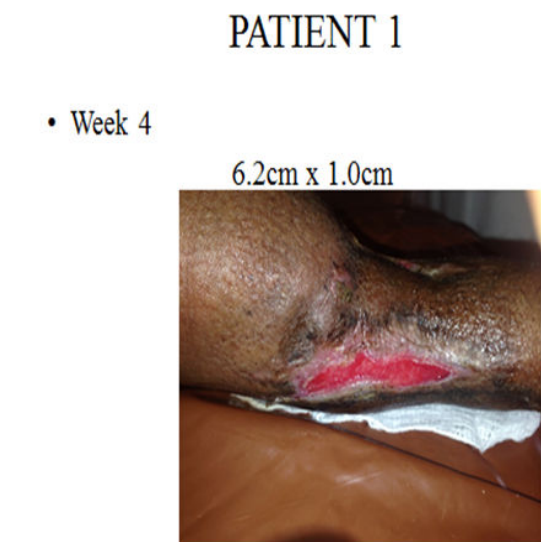 PATIENT 1
• Week 4
6.2cm x 1.0cm